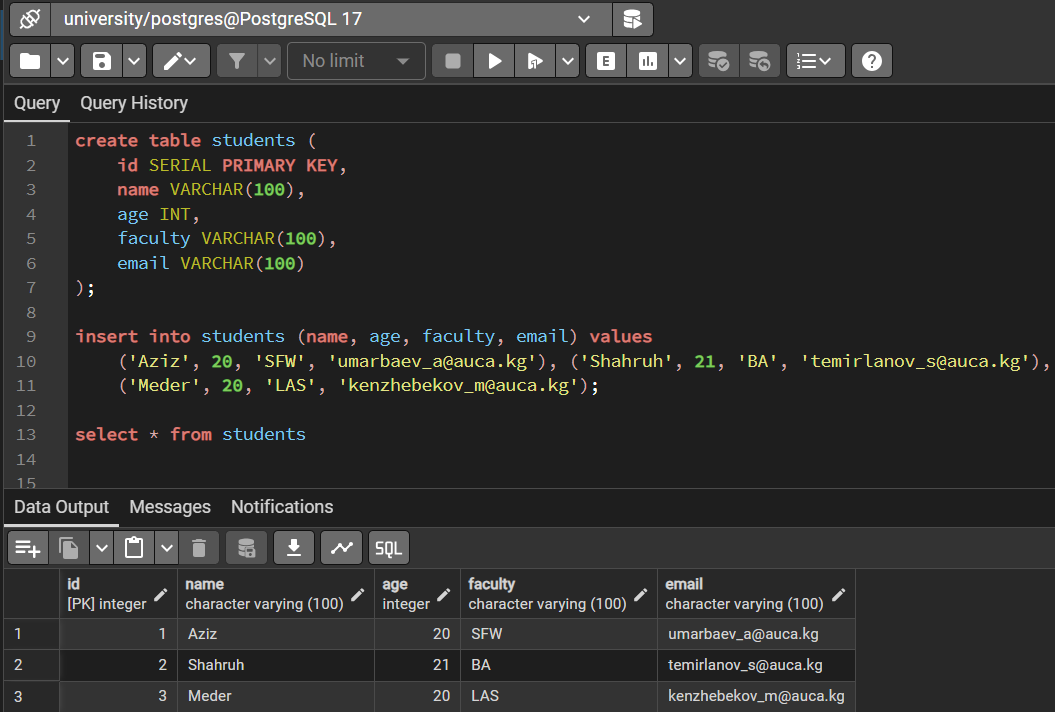 university/postgres@PostgreSQL 17
No limit
E
Query Query History
1 create table students (
2 id SERIAL PRIMARY KEY,
3 name VARCHAR(100),
4 age INT,
5 faculty VARCHAR(100),
6 email VARCHAR(100)
7 );
8
9 insert into students (name, age, faculty, email) values
10 ('Aziz', 20, 'SFW', 'umarbaev_a@auca.kg'), ('Shahruh', 21, 'BA', 'temirlanov_s@auca.kg'),
11 ('Meder', 20, 'LAS', 'kenzhebekov_m@auca.kg');
12
13 select * from students
14
15
Data Output Messages Notifications
SQL
id name age faculty email
[PK] integer character varying (100) integer character varying (100) character varying (100)
1 1 Aziz 20 SFW umarbaev_a@auca.kg
2 2 Shahruh 21 BA temirlanov_s@auca.kg
3 3 Meder 20 LAS kenzhebekov_m@auca.kg